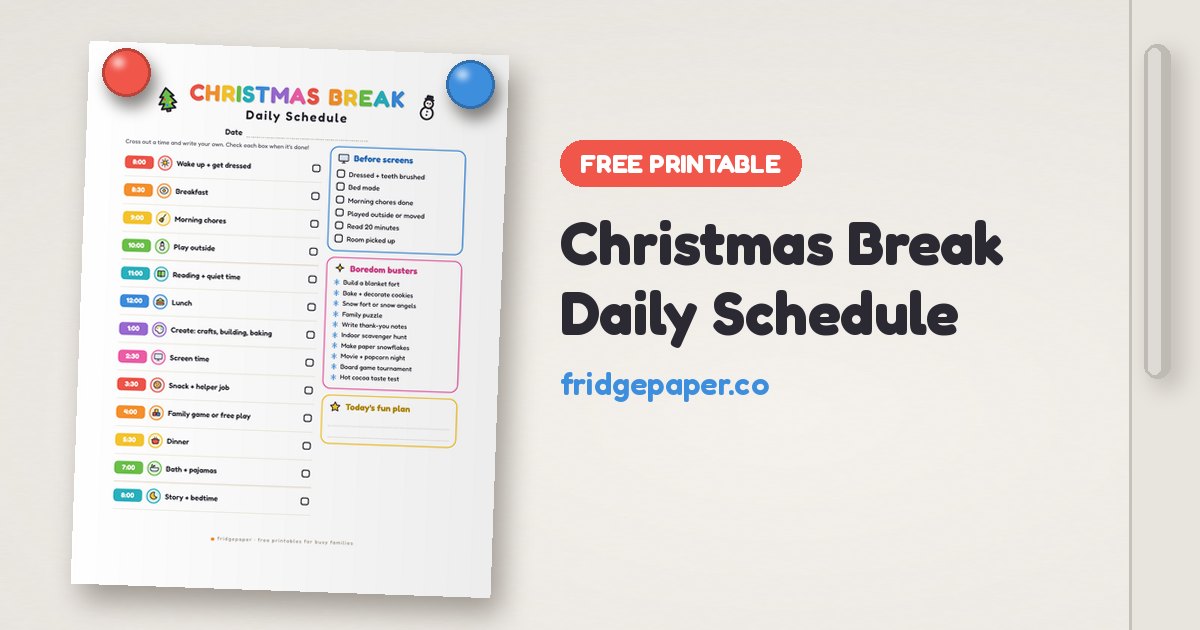 CHRISTMAS BREAK
Daily Schedule
Date
Cross out a time and write your own. Check each box when it's done!
8:00 Wake up + get dressed
8:30 Breakfast
9:00 Morning chores
10:00 Play outside
11:00 Reading + quiet time
12:00 Lunch
1:00 Create: crafts, building, baking
2:30 Screen time
3:30 Snack + helper job
4:00 Family game or free play
5:30 Dinner
7:00 Bath + pajamas
8:00 Story + bedtime
Before screens
Dressed + teeth brushed
Bed made
Morning chores done
Played outside or moved
Read 20 minutes
Room picked up
Boredom busters
Build a blanket fort
Bake + decorate cookies
Snow fort or snow angels
Family puzzle
Write thank-you notes
Indoor scavenger hunt
Make paper snowflakes
Movie + popcorn night
Board game tournament
Hot cocoa taste test
Today's fun plan
fridgepaper · free printables for busy families
FREE PRINTABLE
Christmas Break
Daily Schedule
fridgepaper.co